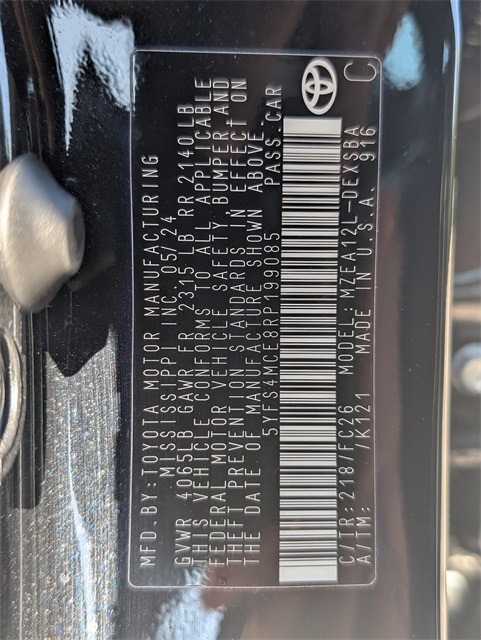 MFD. BY: TOYOTA MOTOR MANUFACTURING
MISSISSIPPI INC. 05/24
GVWR 4065LB GAWR FR 2315 LB RR 2140LB
THIS VEHICLE CONFORMS TO ALL APPLICABLE
FEDERAL MOTOR VEHICLE SAFETY, BUMPER AND
THEFT PREVENTION STANDARDS IN EFFECT ON
THE DATE OF MANUFACTURE SHOWN ABOVE.
5YFS4MCE8RP199085 PASS. CAR
C/TR: 218/FC26 MODEL: MZEA12L-DEXSBA
A/TM: /K121 MADE IN U.S.A. 916
C